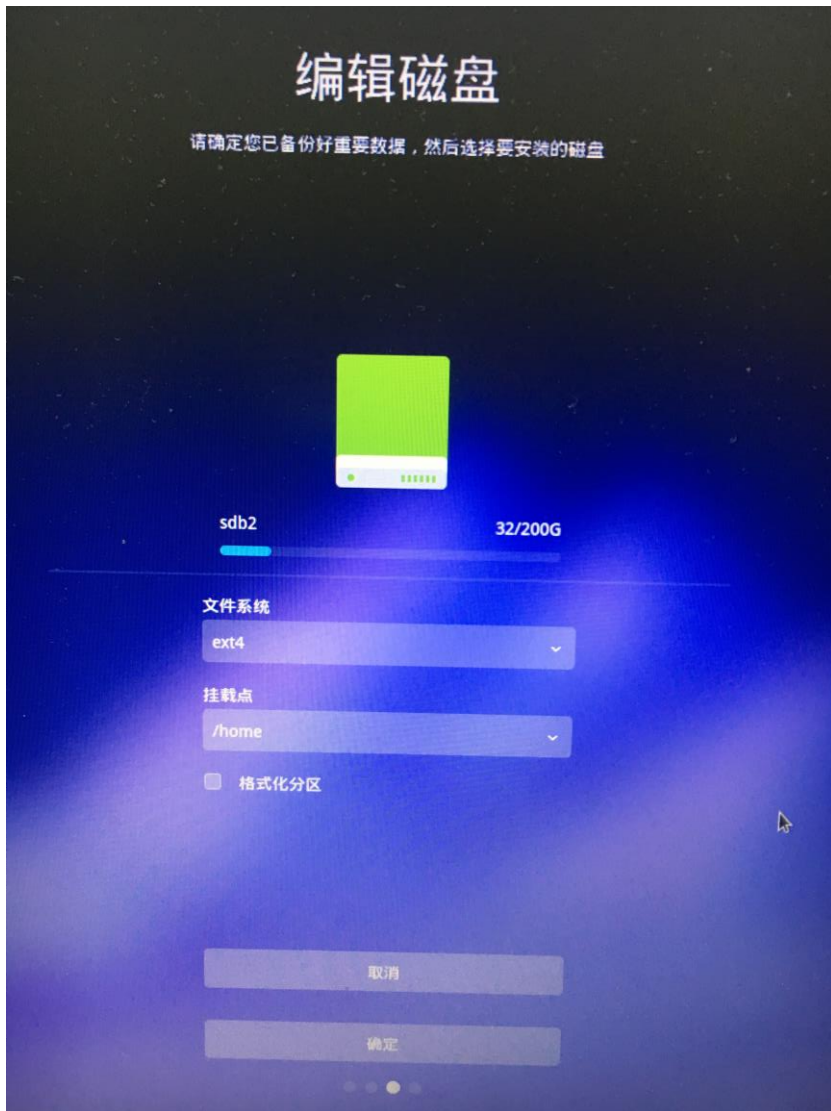 编辑磁盘
请确定您已备份好重要数据，然后选择要安装的磁盘
sdb2 32/200G
文件系统
ext4
挂载点
/home
格式化分区
取消
确定